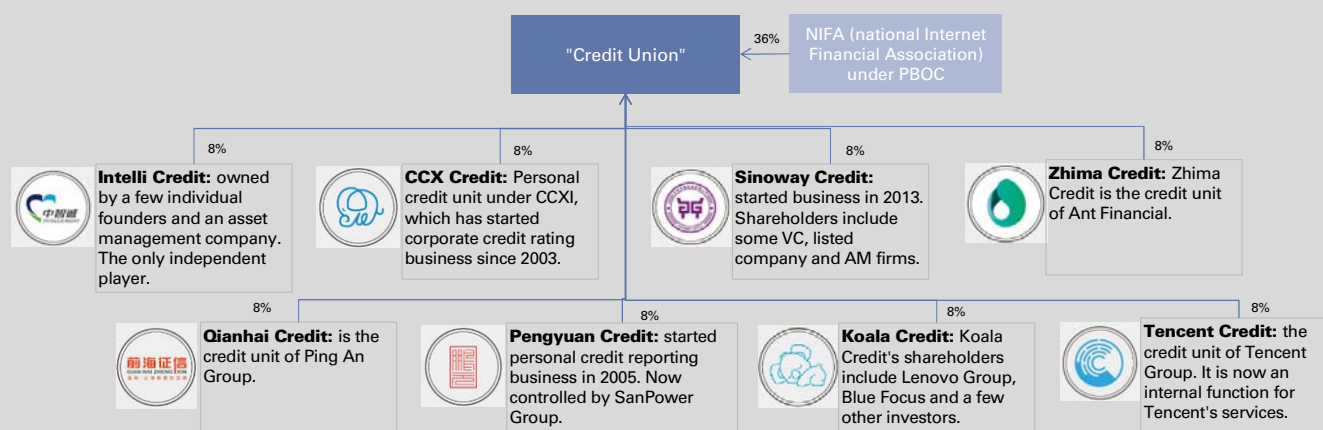 "Credit Union"
36%
NIFA (national Internet
Financial Association)
under PBOC
8%
8%
8%
8%
中智诚
Intelli Credit: owned
by a few individual
founders and an asset
management company.
The only independent
player.
CCX Credit: Personal
credit unit under CCXI,
which has started
corporate credit rating
business since 2003.
Sinoway Credit:
started business in 2013.
Shareholders include
some VC, listed
company and AM firms.
Zhima Credit: Zhima
Credit is the credit unit
of Ant Financial.
8%
8%
8%
8%
前海征信
QIAN HAI ZHENG XIN
Qianhai Credit: is the
credit unit of Ping An
Group.
Pengyuan Credit: started
personal credit reporting
business in 2005. Now
controlled by SanPower
Group.
Koala Credit: Koala
Credit's shareholders
include Lenovo Group,
Blue Focus and a few
other investors.
Tencent Credit: the
credit unit of Tencent
Group. It is now an
internal function for
Tencent's services.